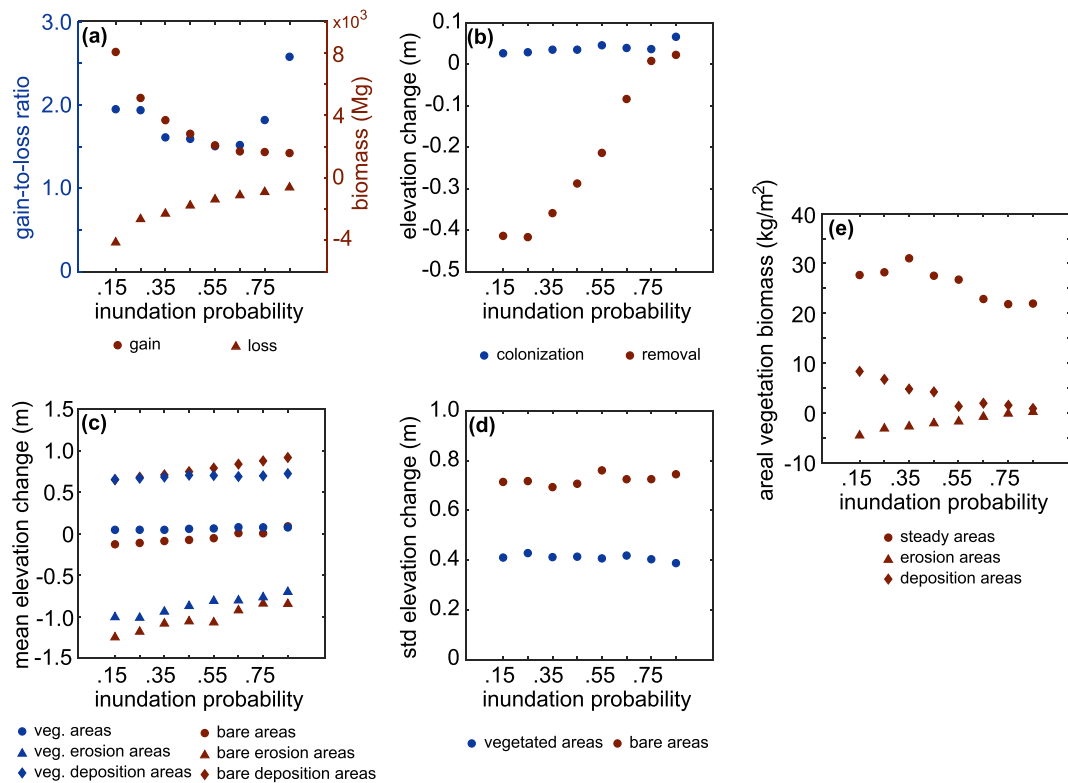 (a)
3.0
2.0
1.0
0
gain-to-loss ratio
x10³
8
4
0
-4
biomass (Mg)
.15 .35 .55 .75
inundation probability
gain loss
(b)
0.1
0
-0.1
-0.2
-0.3
-0.4
-0.5
elevation change (m)
.15 .35 .55 .75
inundation probability
colonization removal
(c)
1.5
1.0
0.5
0
-0.5
-1.0
-1.5
mean elevation change (m)
.15 .35 .55 .75
inundation probability
veg. areas bare areas
veg. erosion areas bare erosion areas
veg. deposition areas bare deposition areas
(d)
1.0
0.8
0.6
0.4
0.2
0
std elevation change (m)
.15 .35 .55 .75
inundation probability
vegetated areas bare areas
(e)
40
30
20
10
0
-10
areal vegetation biomass (kg/m²)
.15 .35 .55 .75
inundation probability
steady areas
erosion areas
deposition areas